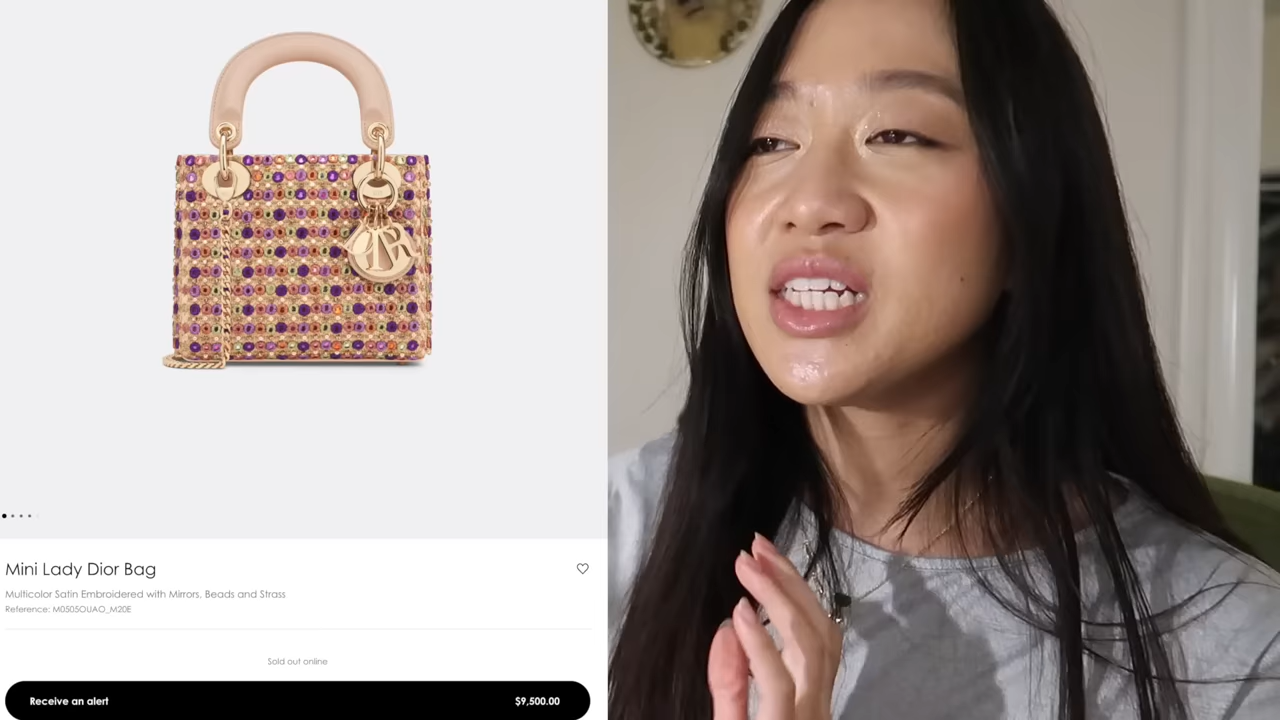 Mini Lady Dior Bag
Multicolor Satin Embroidered with Mirrors, Beads and Strass
Reference: M0505OUAO_M20E
Sold out online
Receive an alert $9,500.00